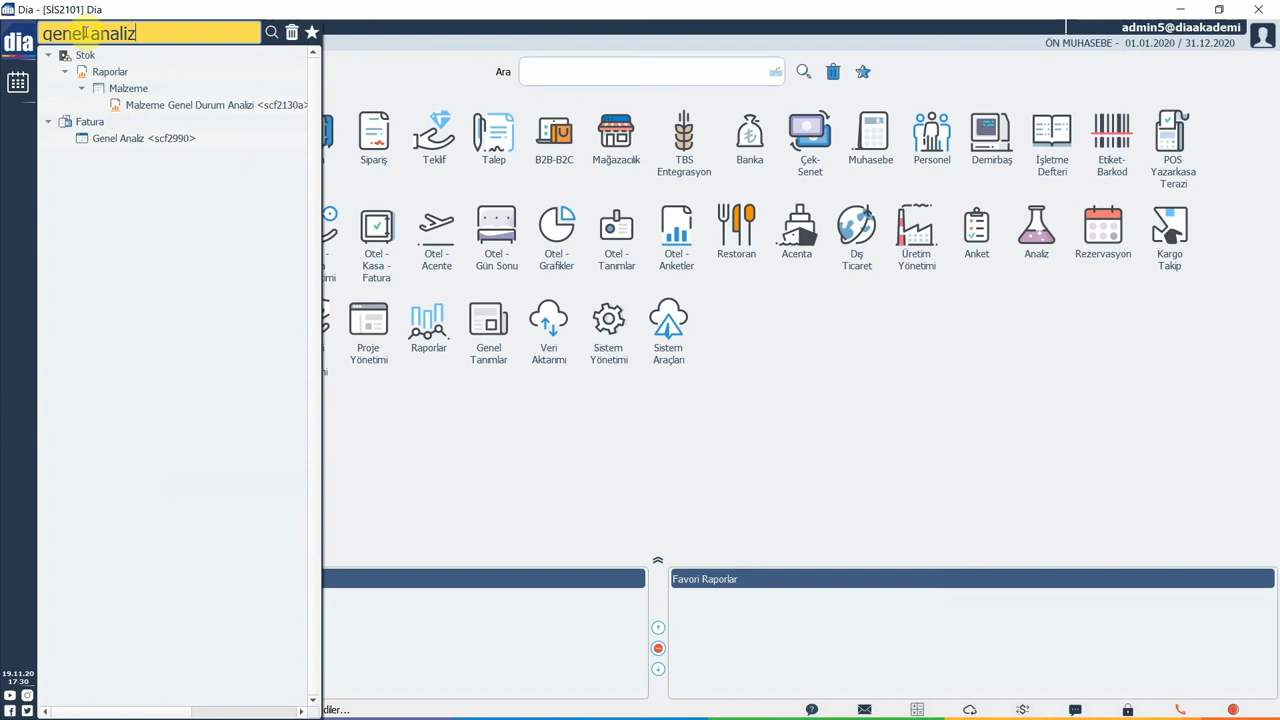 Dia - [SİS2101] Dia
dia
genel analiz
admin5@diaakademi
ÖN MUHASEBE - 01.01.2020 / 31.12.2020
Stok
Raporlar
Malzeme
Malzeme Genel Durum Analizi <scf2130a>
Fatura
Genel Analiz <scf2990>
Ara
Sipariş
Teklif
Talep
B2B-B2C
Mağazacılık
TBS
Entegrasyon
Banka
Çek-
Senet
Muhasebe
Personel
Demirbaş
İşletme
Defteri
Etiket-
Barkod
POS
Yazarkasa
Terazi
Otel -
Kasa -
Fatura
Otel -
Acente
Otel -
Gün Sonu
Otel -
Grafikler
Otel -
Tanımlar
Otel -
Anketler
Restoran
Acenta
Dış
Ticaret
Üretim
Yönetimi
Anket
Analiz
Rezervasyon
Kargo
Takip
Proje
Yönetimi
Raporlar
Genel
Tanımlar
Veri
Aktarımı
Sistem
Yönetimi
Sistem
Araçları
Favori Raporlar
19.11.20
17 30
diler...